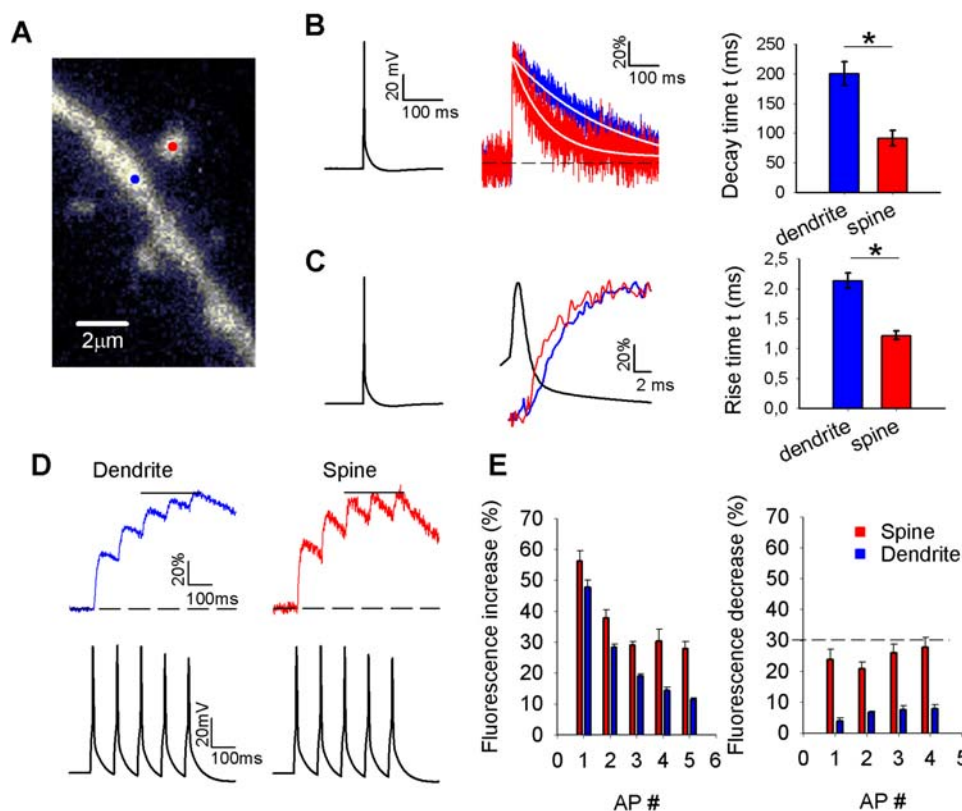 A
2μm
B
20 mV
100 ms
20%
100 ms
Decay time t (ms)
250
200
150
100
50
0
dendrite
spine
*
C
20%
2 ms
Rise time t (ms)
2,5
2,0
1,5
1,0
0,5
0,0
dendrite
spine
*
D
Dendrite
Spine
20%
100ms
20%
100ms
20mV
100ms
E
Fluorescence increase (%)
70
60
50
40
30
20
10
0
0 1 2 3 4 5 6
AP #
Fluorescence decrease (%)
70
60
50
40
30
20
10
0
Spine
Dendrite
0 1 2 3 4 5
AP #